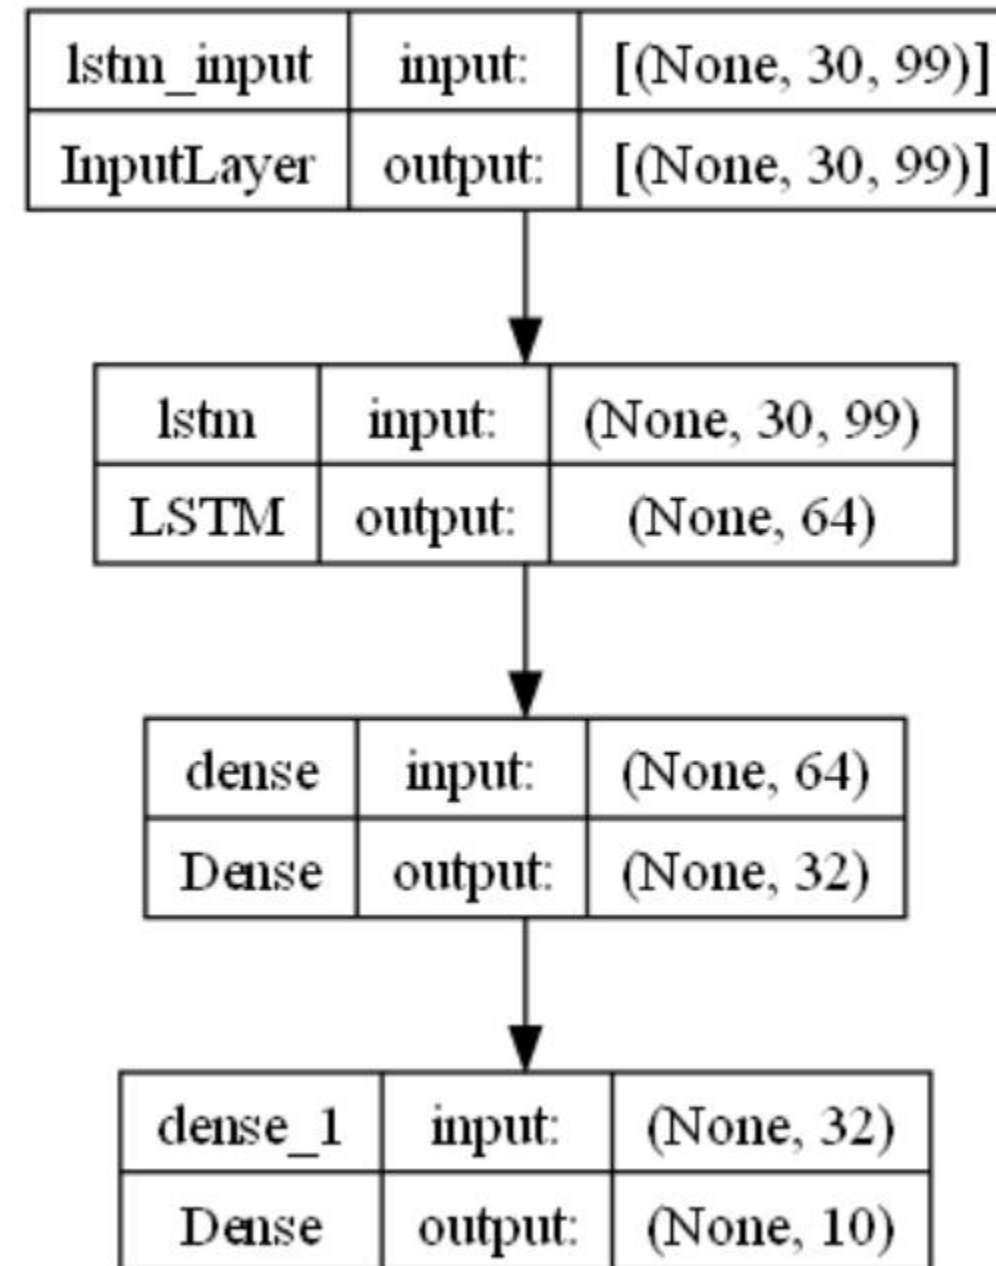 lstm_input input: [(None, 30, 99)]
InputLayer output: [(None, 30, 99)]
lstm input: (None, 30, 99)
LSTM output: (None, 64)
dense input: (None, 64)
Dense output: (None, 32)
dense_1 input: (None, 32)
Dense output: (None, 10)